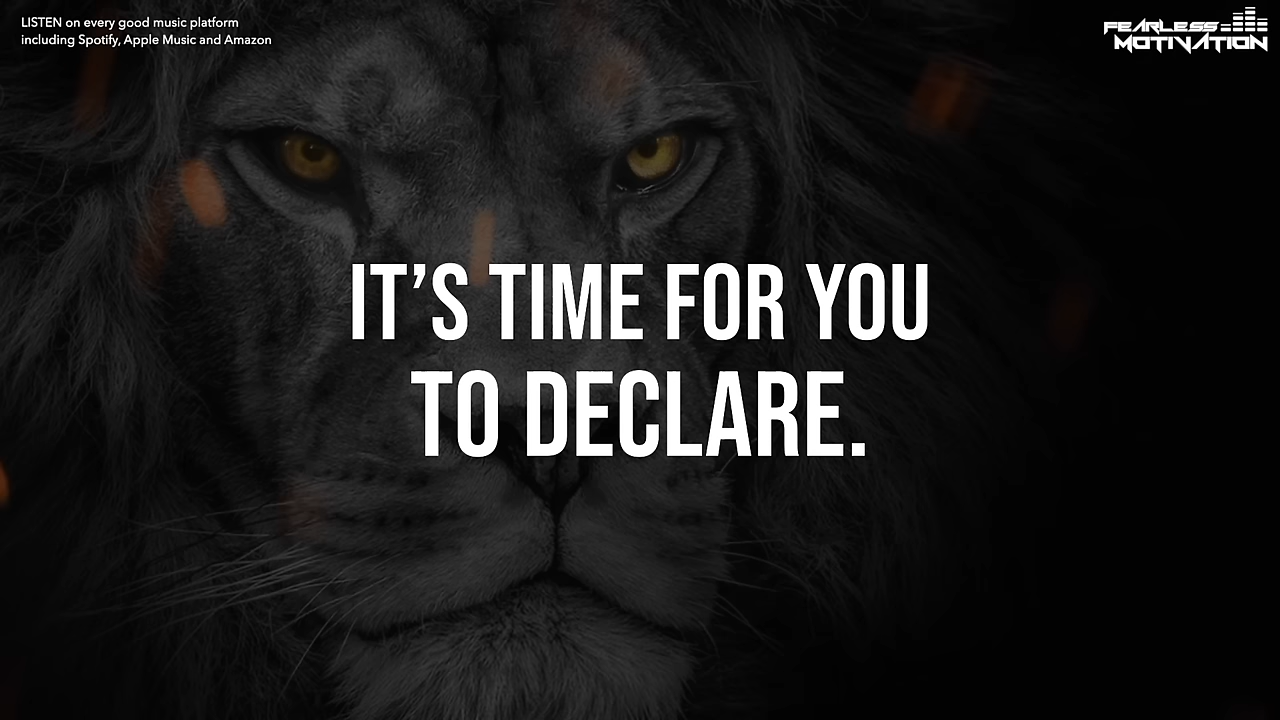 LISTEN on every good music platform
including Spotify, Apple Music and Amazon
FEARLESS
MOTIVATION
IT’S TIME FOR YOU
TO DECLARE.